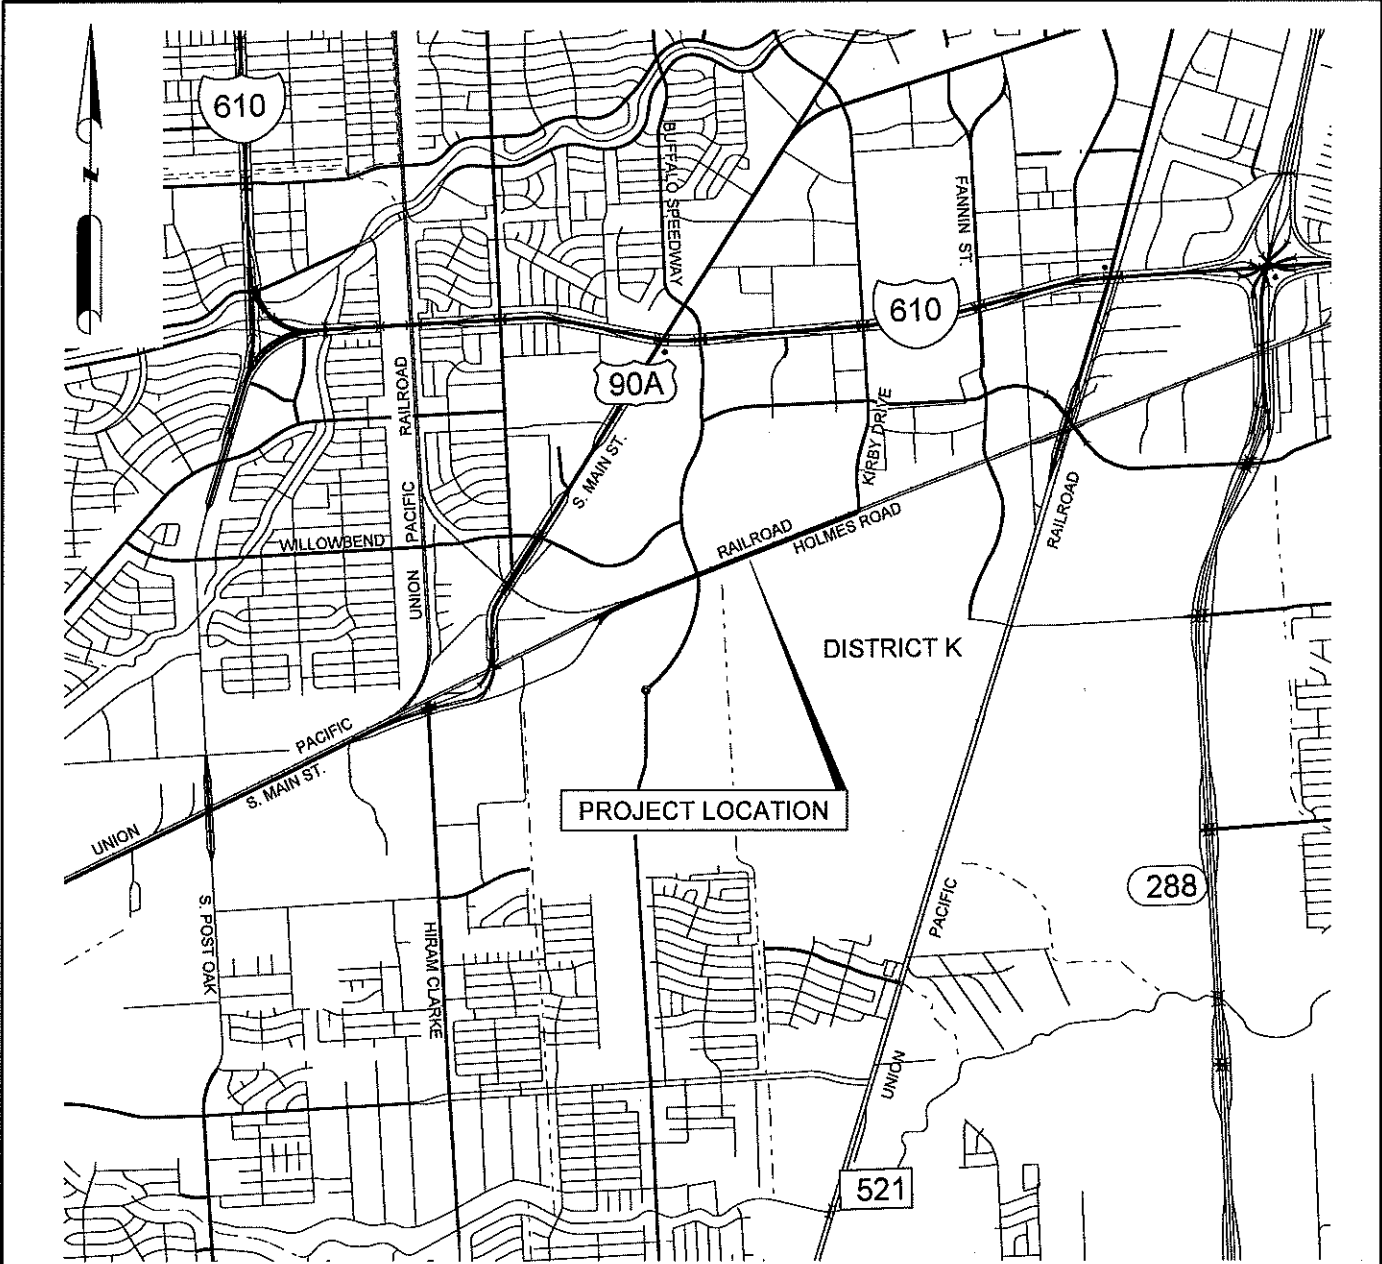 610
N
BUFFALO SPEEDWAY
FANNIN ST.
610
RAILROAD
90A
KIRBY DRIVE
S. MAIN ST.
PACIFIC
WILLOWBEND
RAILROAD
HOLMES ROAD
RAILROAD
UNION
DISTRICT K
PACIFIC
S. MAIN ST.
PROJECT LOCATION
UNION
288
S. POST OAK
PACIFIC
HIRAM CLARKE
UNION
521